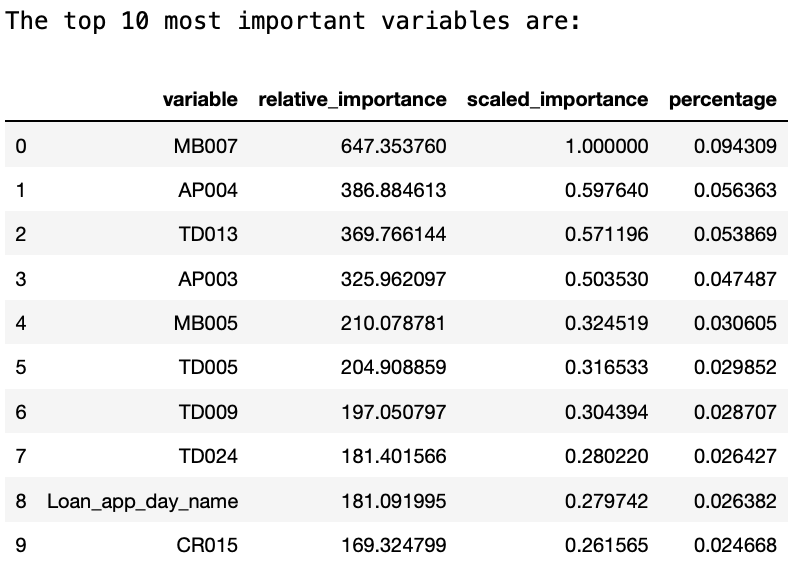 The top 10 most important variables are:
variable relative_importance scaled_importance percentage
0 MB007 647.353760 1.000000 0.094309
1 AP004 386.884613 0.597640 0.056363
2 TD013 369.766144 0.571196 0.053869
3 AP003 325.962097 0.503530 0.047487
4 MB005 210.078781 0.324519 0.030605
5 TD005 204.908859 0.316533 0.029852
6 TD009 197.050797 0.304394 0.028707
7 TD024 181.401566 0.280220 0.026427
8 Loan_app_day_name 181.091995 0.279742 0.026382
9 CR015 169.324799 0.261565 0.024668